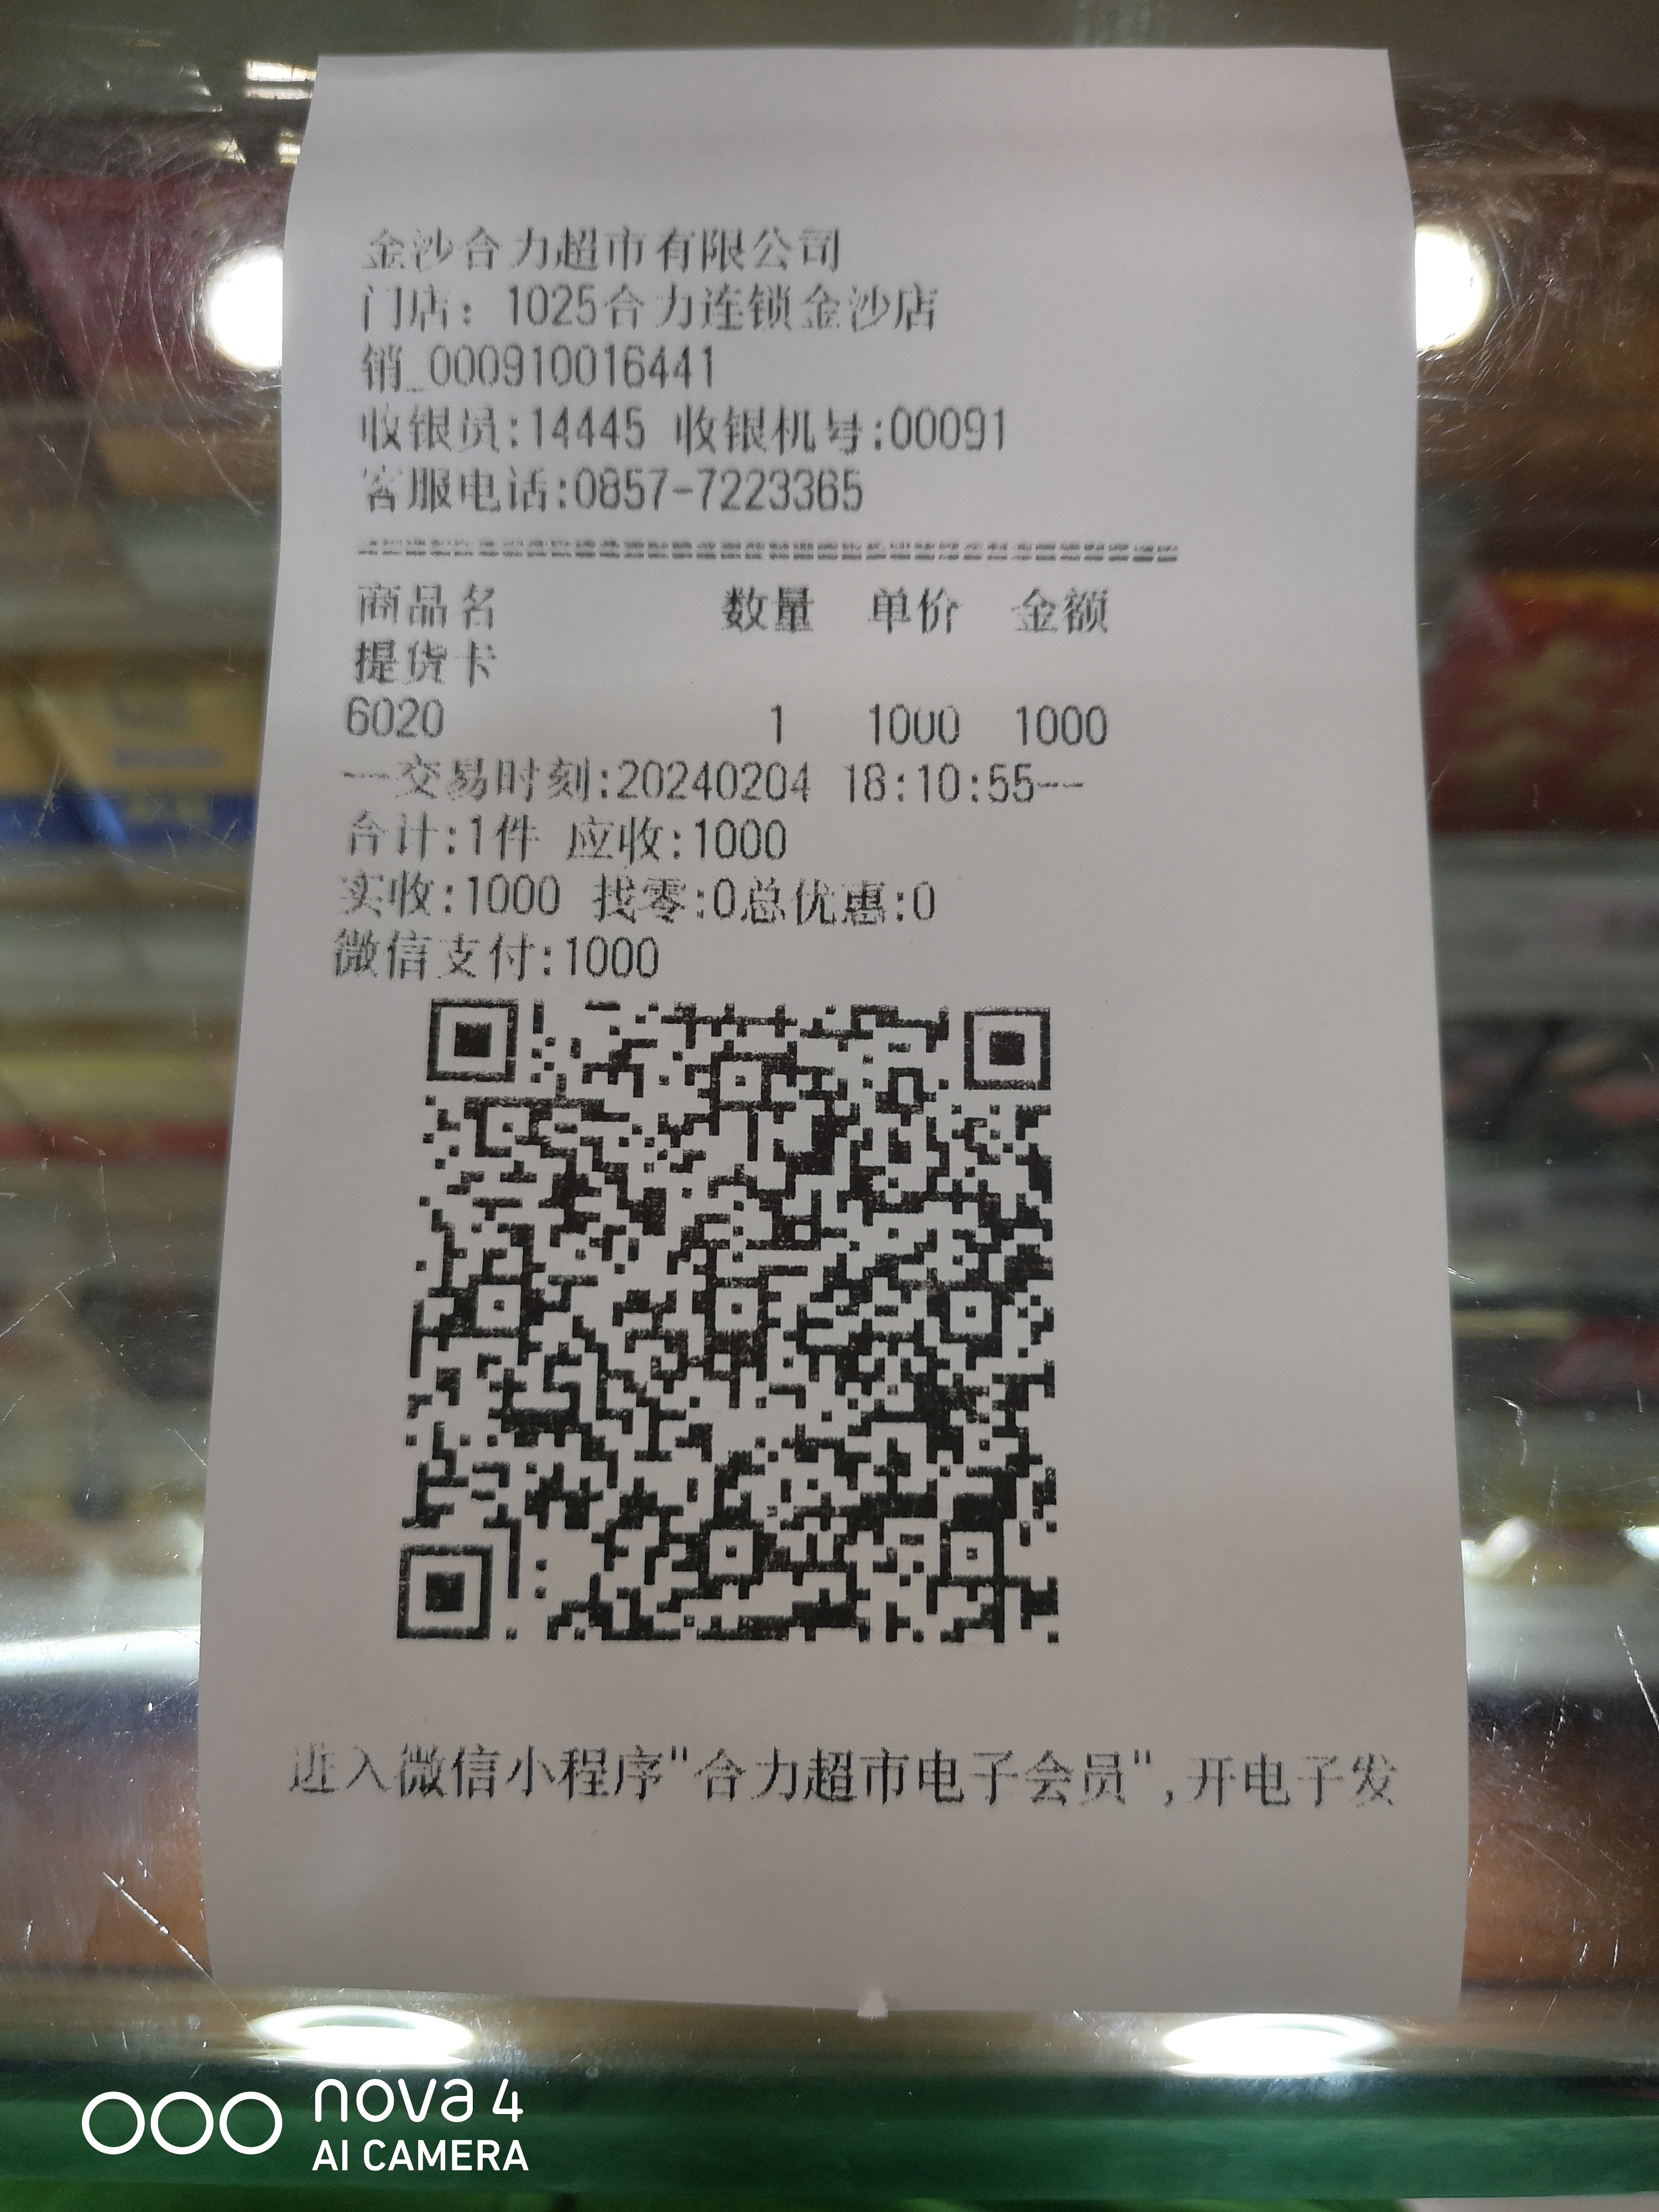 金沙合力超市有限公司
门店：1025合力连锁金沙店
销_000910016441
收银员:14445 收银机号:00091
客服电话:0857-7223365
商品名 数量 单价 金额
提货卡
6020 1 1000 1000
--交易时刻:20240204 18:10:55--
合计:1件 应收:1000
实收:1000 找零:0总优惠:0
微信支付:1000
进入微信小程序"合力超市电子会员",开电子发
nova 4
AI CAMERA